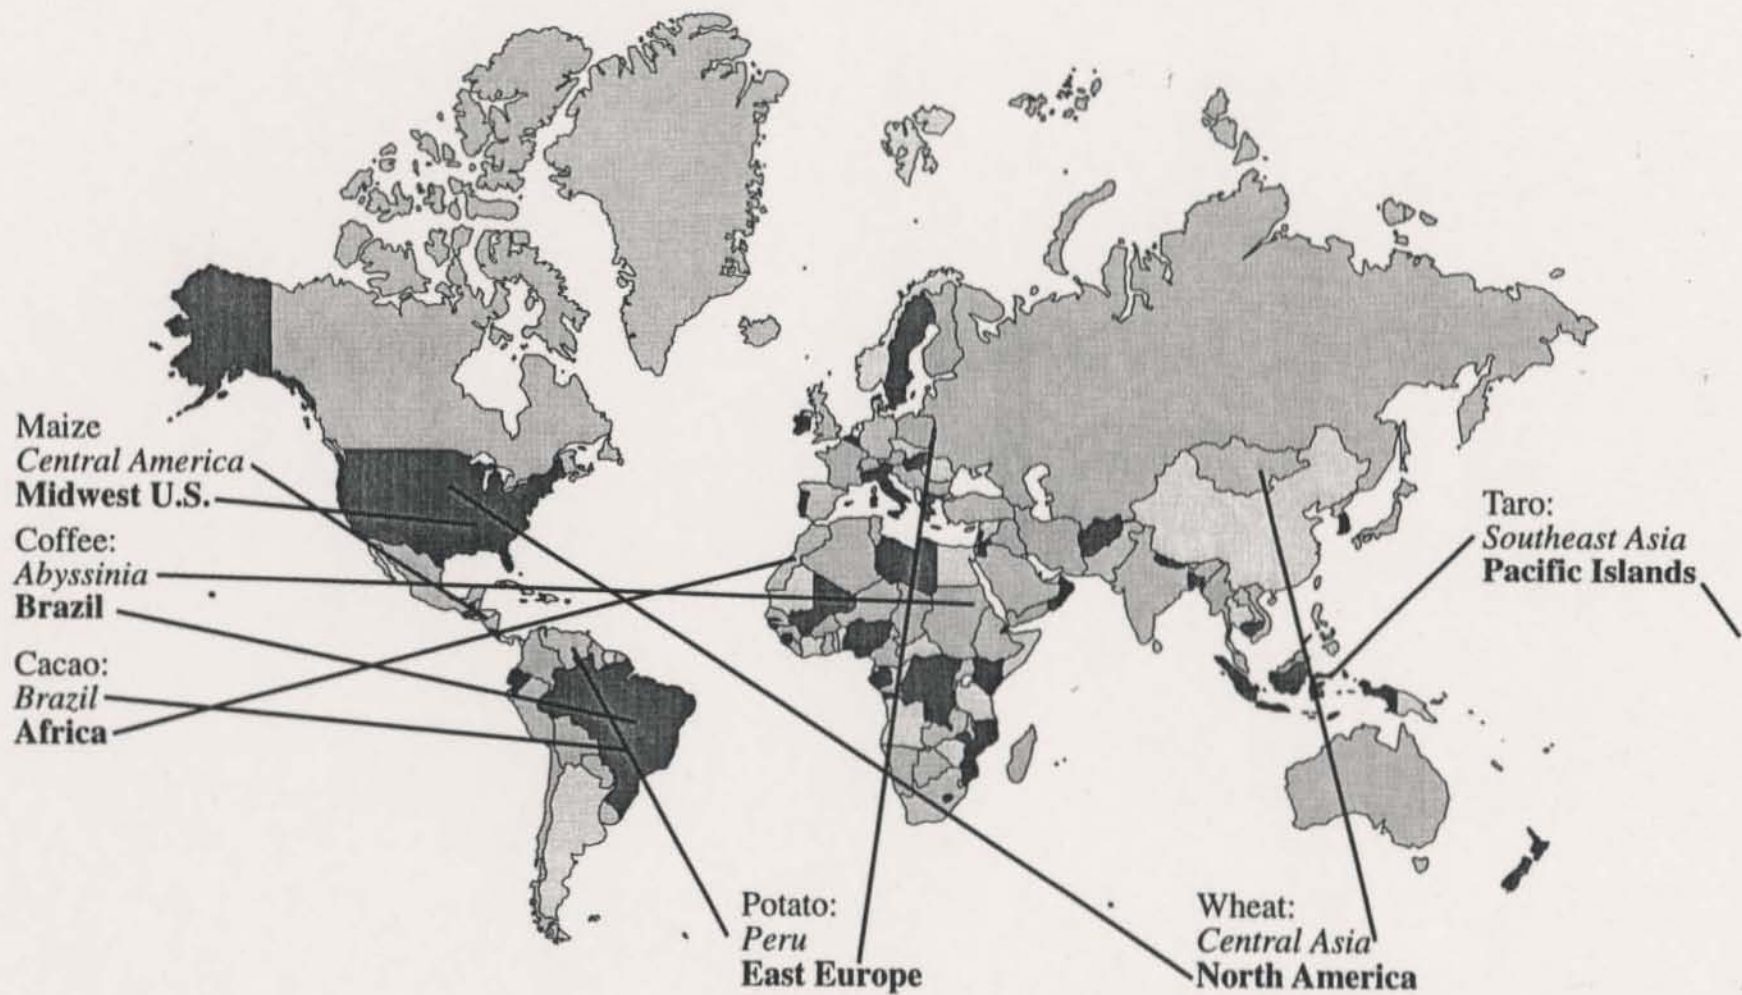 Maize
Central America
Midwest U.S.
Coffee:
Abyssinia
Brazil
Cacao:
Brazil
Africa
Potato:
Peru
East Europe
Wheat:
Central Asia
North America
Taro:
Southeast Asia
Pacific Islands